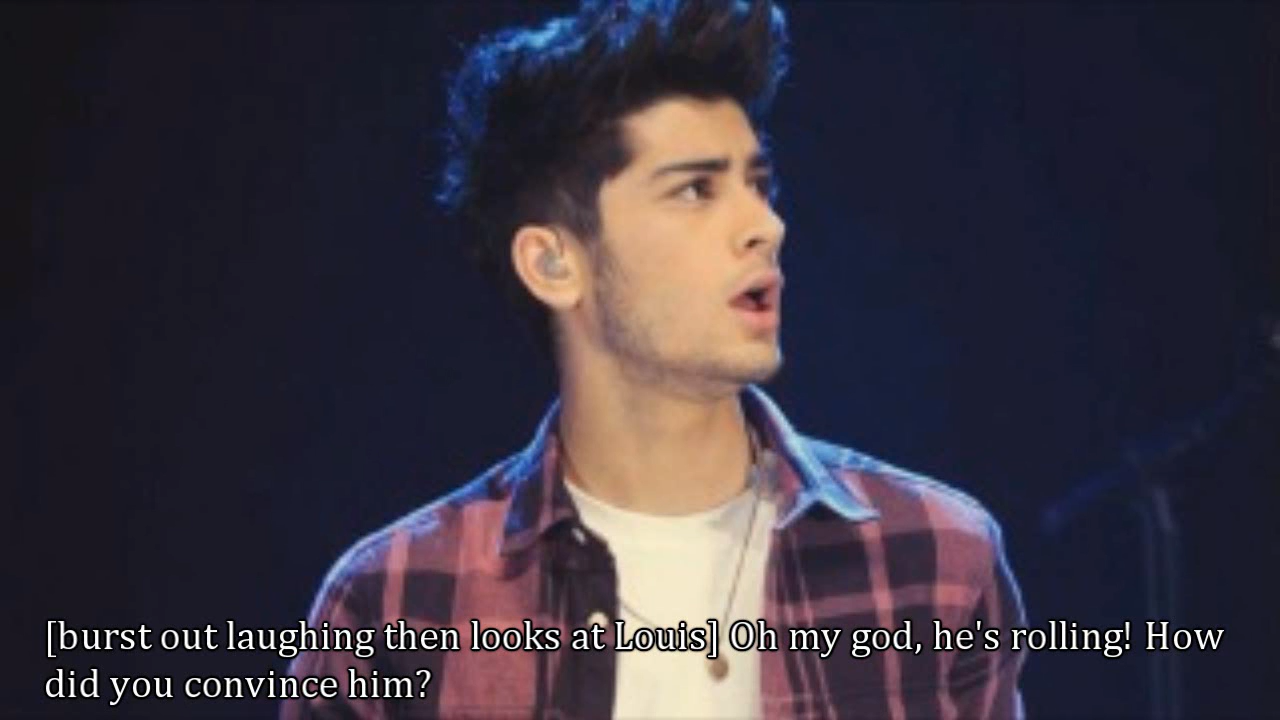 [burst out laughing then looks at Louis] Oh my god, he's rolling! How
did you convince him?